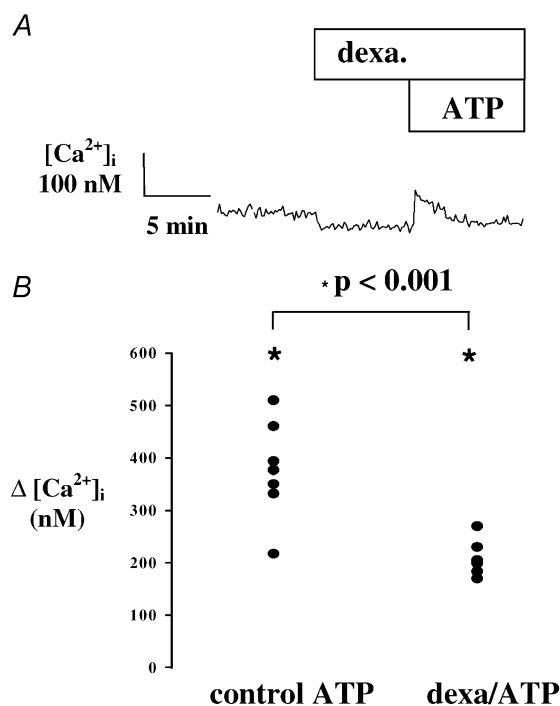 A
dexa.
ATP
[Ca²⁺]ᵢ
100 nM
5 min
B
* p < 0.001
* *
600
500
400
300
200
100
0
Δ [Ca²⁺]ᵢ
(nM)
control ATP dexa/ATP